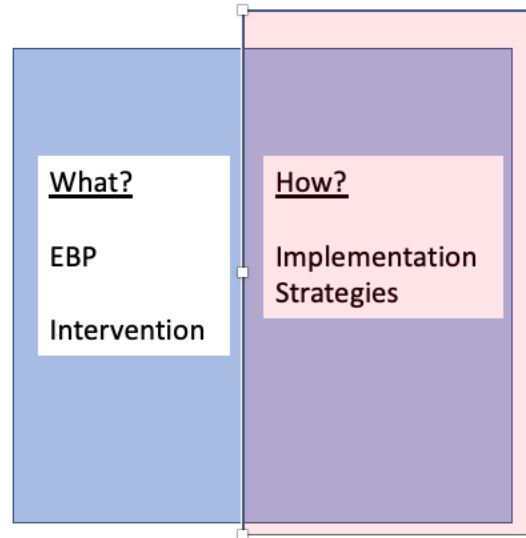 What?
EBP
Intervention
How?
Implementation
Strategies